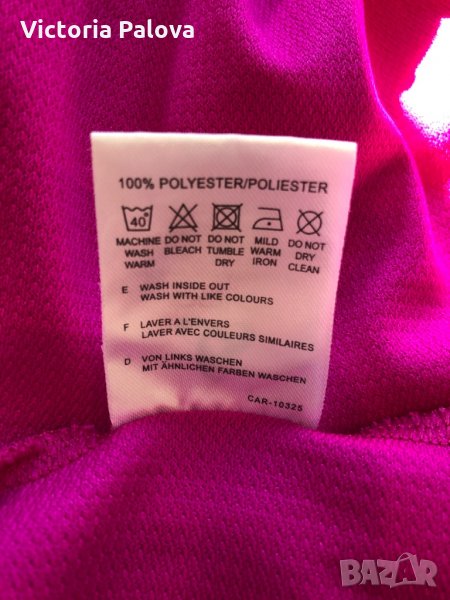 Victoria Palova
100% POLYESTER/POLIESTER
40°
MACHINE WASH WARM
DO NOT BLEACH
DO NOT TUMBLE DRY
MILD WARM IRON
DO NOT DRY CLEAN
E WASH INSIDE OUT
WASH WITH LIKE COLOURS
F LAVER A L'ENVERS
LAVER AVEC COULEURS SIMILAIRES
D VON LINKS WASCHEN
MIT ÄHNLICHEN FARBEN WASCHEN
CAR-10325
BAZAR